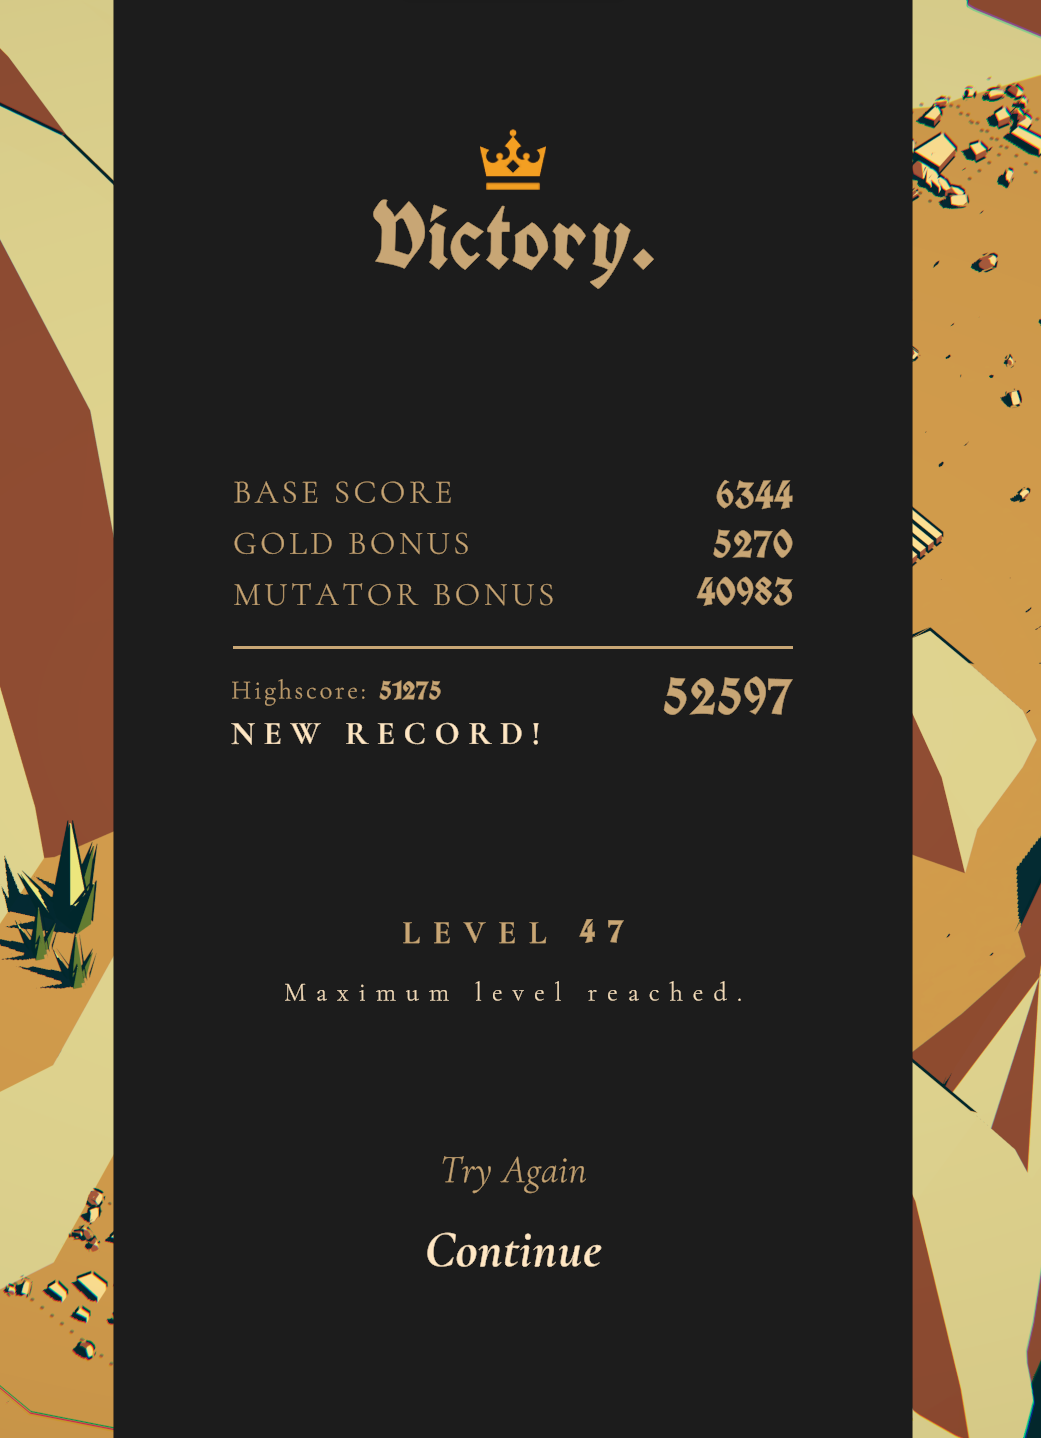 Victory.
BASE SCORE 6344
GOLD BONUS 5270
MUTATOR BONUS 40983
Highscore: 51275 52597
NEW RECORD!
LEVEL 47
Maximum level reached.
Try Again
Continue